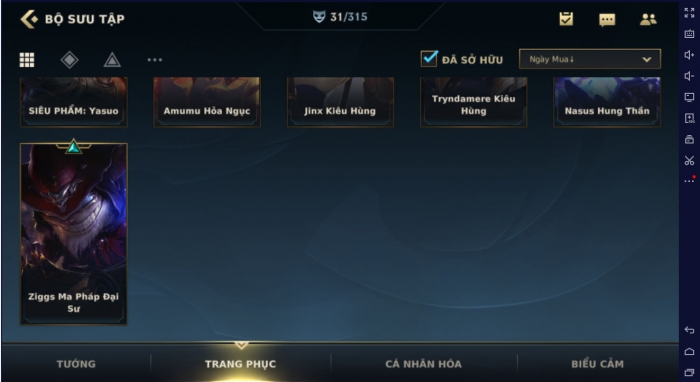 BỘ SƯU TẬP
31/315
ĐÃ SỞ HỮU
Ngày Mua↓
SIÊU PHẨM: Yasuo
Amumu Hỏa Ngục
Jinx Kiêu Hùng
Tryndamere Kiêu
Hùng
Nasus Hung Thần
Ziggs Ma Pháp Đại
Sư
TƯỚNG
TRANG PHỤC
CÁ NHÂN HÓA
BIỂU CẢM